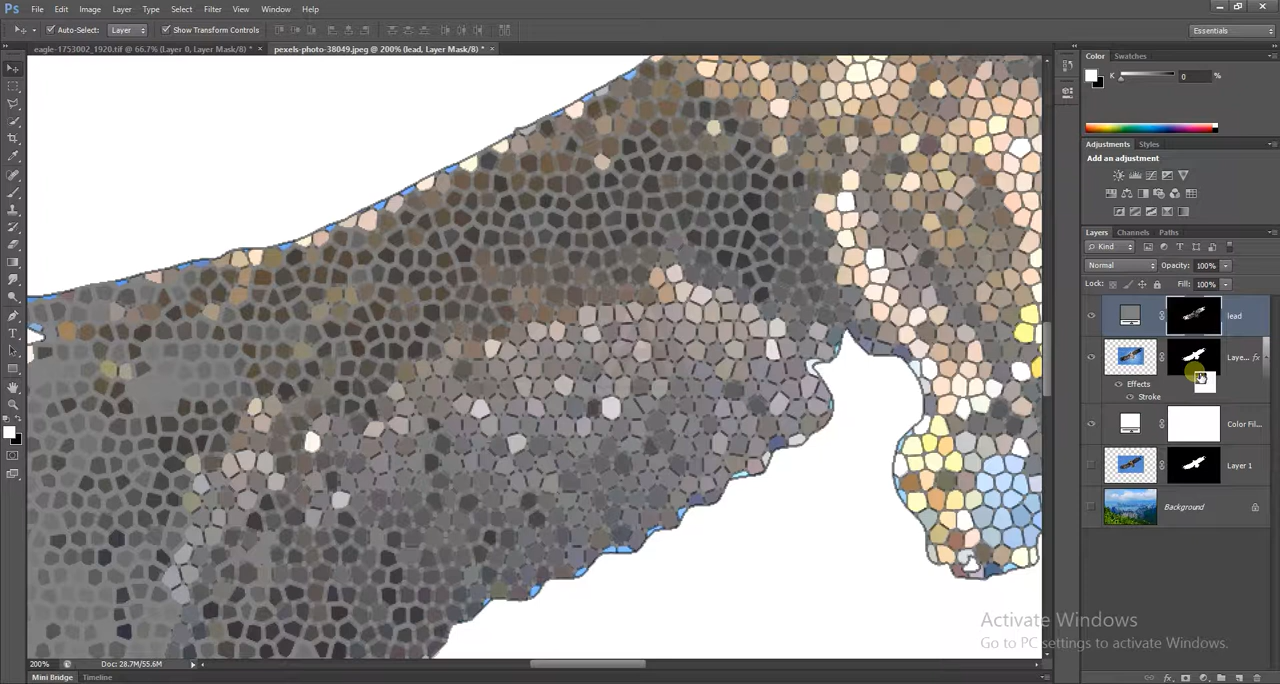 Ps File Edit Image Layer Type Select Filter View Window Help
Auto-Select: Layer Show Transform Controls Essentials
eagle-1753002_1920.tif @ 66.7% (Layer 0, Layer Mask/8) * × pexels-photo-38049.jpeg @ 200% (lead, Layer Mask/8) * ×
Color Swatches
K 0 %
Adjustments Styles
Add an adjustment
Layers Channels Paths
Kind
Normal Opacity: 100%
Lock: Fill: 100%
lead
Laye... fx
Effects
Stroke
Color Fil...
Layer 1
Background
Activate Windows
Go to PC settings to activate Windows.
200% Doc: 28.7M/55.6M
Mini Bridge Timeline